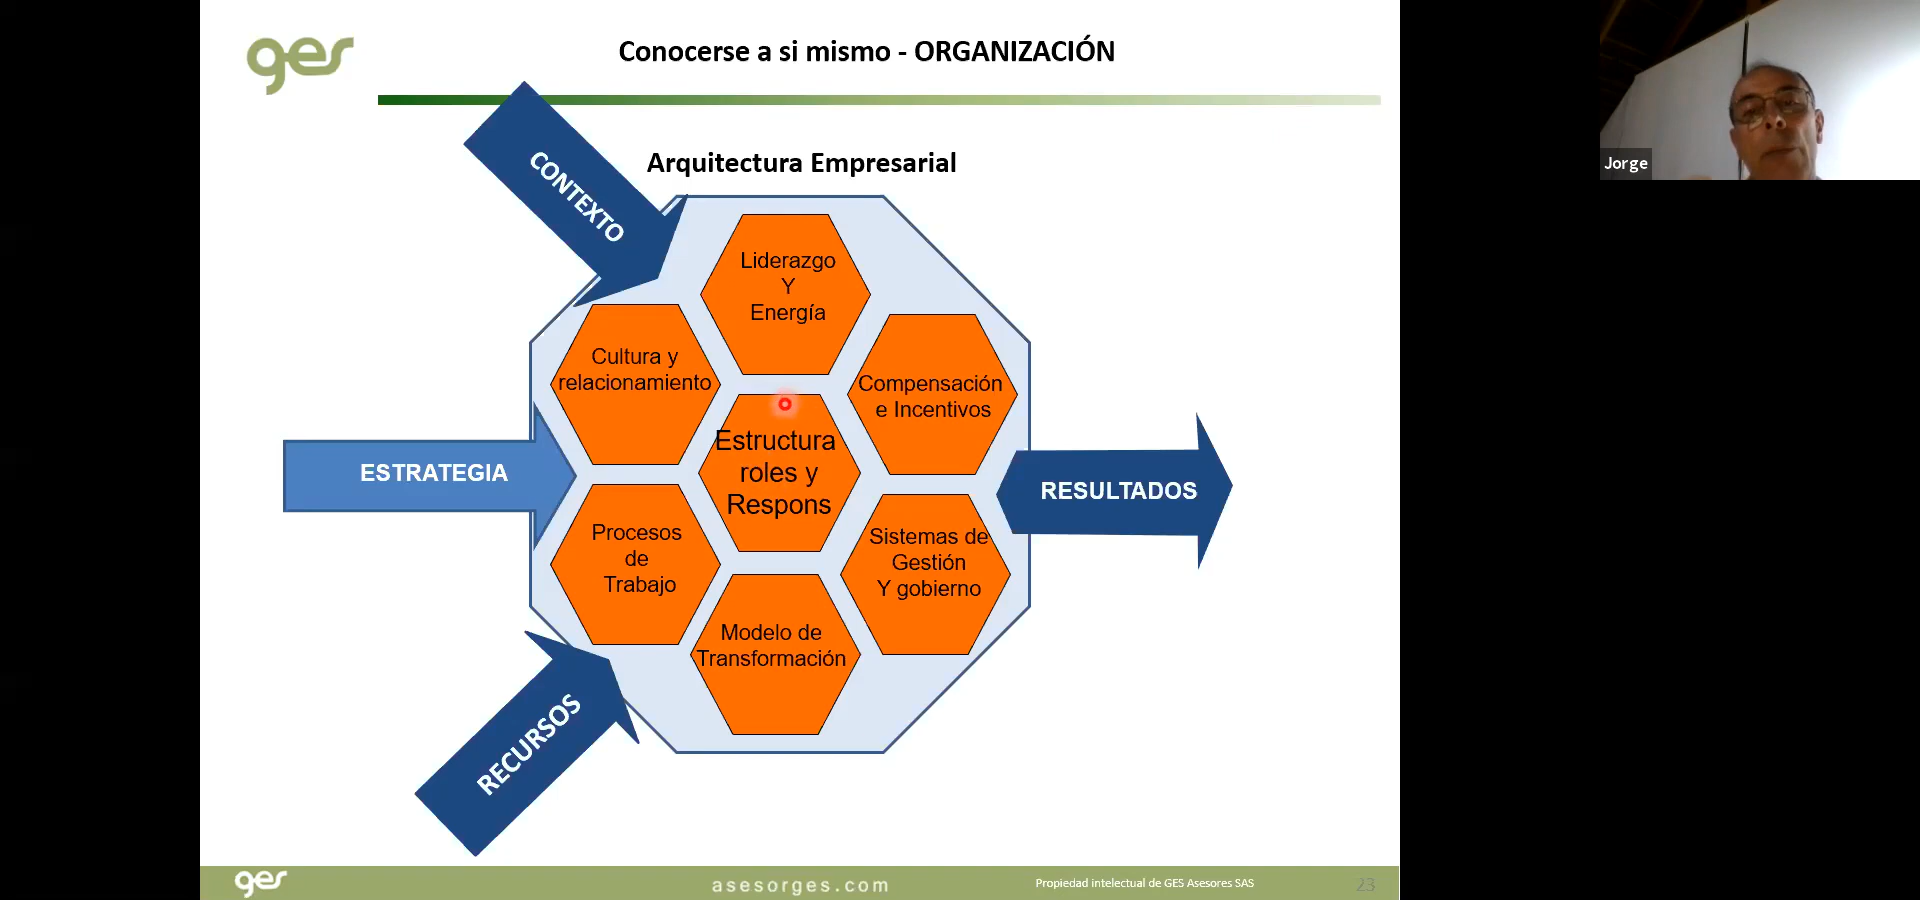 ges
Conocerse a si mismo - ORGANIZACIÓN
Arquitectura Empresarial
CONTEXTO
Liderazgo
Y
Energía
Cultura y
relacionamiento
Compensación
e Incentivos
Estructura
roles y
Respons
ESTRATEGIA
RESULTADOS
Procesos
de
Trabajo
Sistemas de
Gestión
Y gobierno
Modelo de
Transformación
RECURSOS
ges
asesorges.com
Propiedad intelectual de GES Asesores SAS
23
Jorge